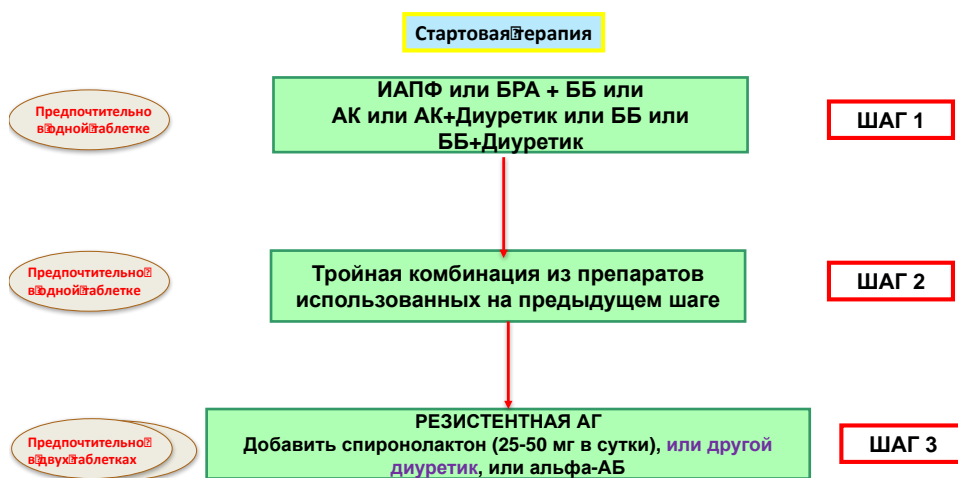 Стартовая терапия
Предпочтительно
в одной таблетке
ИАПФ или БРА + ББ или
АК или АК+Диуретик или ББ или
ББ+Диуретик
ШАГ 1
Предпочтительно
в одной таблетке
Тройная комбинация из препаратов
использованных на предыдущем шаге
ШАГ 2
Предпочтительно
в двух таблетках
РЕЗИСТЕНТНАЯ АГ
Добавить спиронолактон (25-50 мг в сутки), или другой
диуретик, или альфа-АБ
ШАГ 3